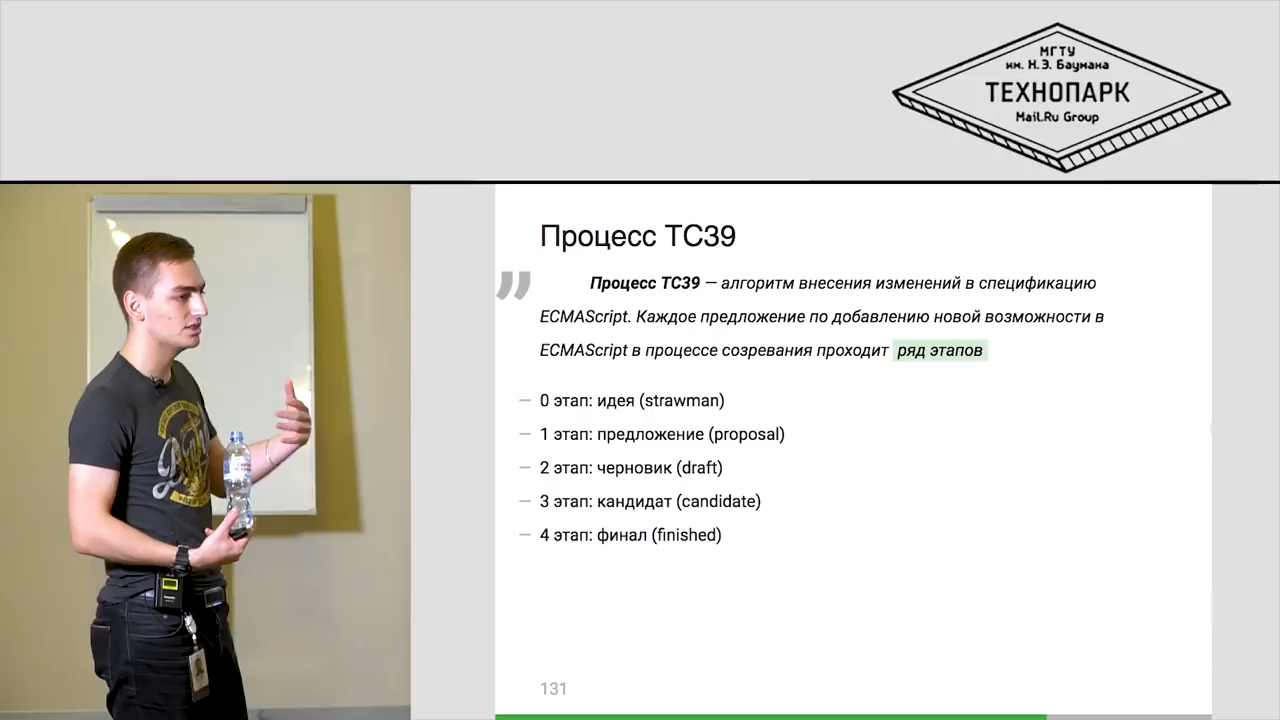 МГТУ
им. Н.Э. Баумана
ТЕХНОПАРК
Mail.Ru Group
Процесс TC39
” Процесс TC39 — алгоритм внесения изменений в спецификацию
ECMAScript. Каждое предложение по добавлению новой возможности в
ECMAScript в процессе созревания проходит ряд этапов
— 0 этап: идея (strawman)
— 1 этап: предложение (proposal)
— 2 этап: черновик (draft)
— 3 этап: кандидат (candidate)
— 4 этап: финал (finished)
131